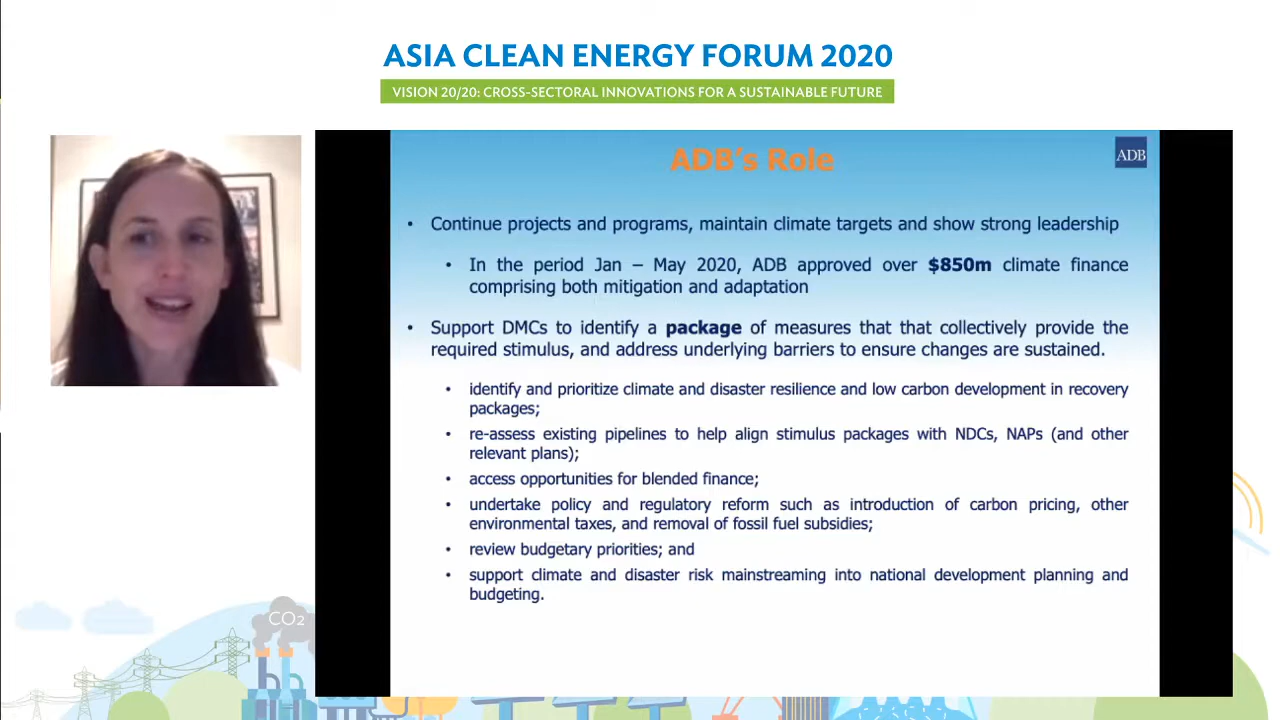 ASIA CLEAN ENERGY FORUM 2020
VISION 20/20: CROSS-SECTORAL INNOVATIONS FOR A SUSTAINABLE FUTURE
ADB's Role
ADB
• Continue projects and programs, maintain climate targets and show strong leadership
• In the period Jan – May 2020, ADB approved over $850m climate finance
comprising both mitigation and adaptation
• Support DMCs to identify a package of measures that that collectively provide the
required stimulus, and address underlying barriers to ensure changes are sustained.
• identify and prioritize climate and disaster resilience and low carbon development in recovery
packages;
• re-assess existing pipelines to help align stimulus packages with NDCs, NAPs (and other
relevant plans);
• access opportunities for blended finance;
• undertake policy and regulatory reform such as introduction of carbon pricing, other
environmental taxes, and removal of fossil fuel subsidies;
• review budgetary priorities; and
• support climate and disaster risk mainstreaming into national development planning and
budgeting.
CO2